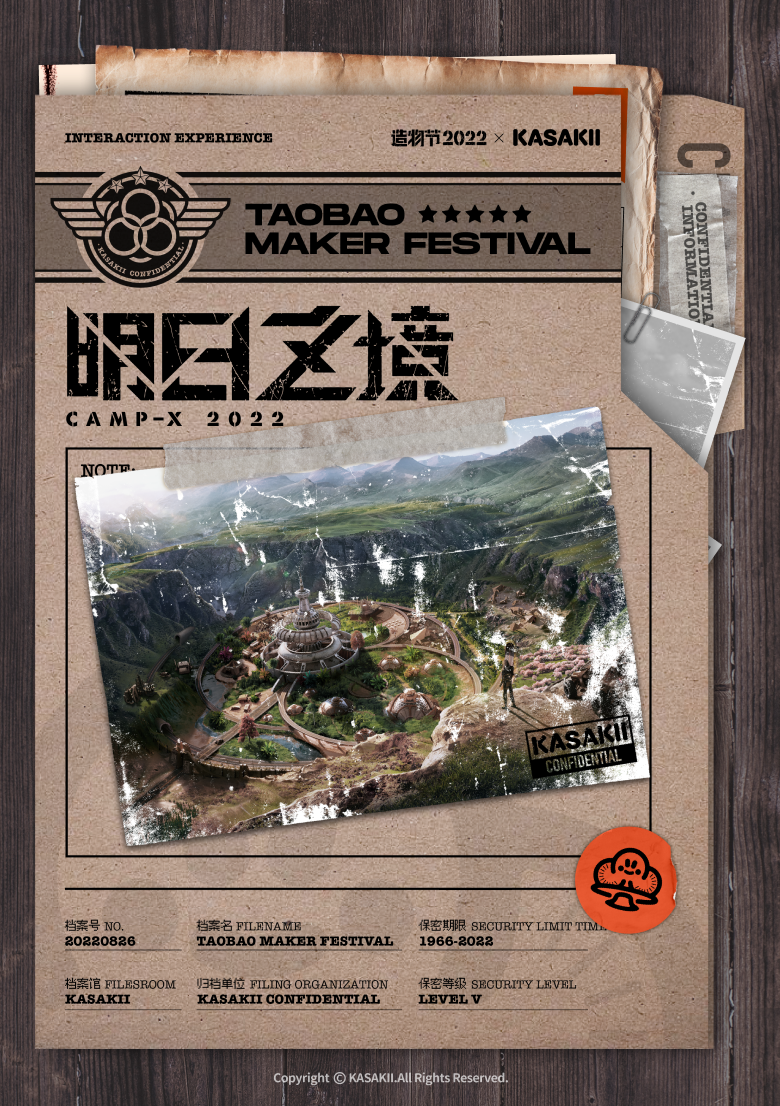 INTERACTION EXPERIENCE
造物节2022 × KASAKII
C
CONFIDENTIAL
INFORMATION
TAOBAO ★★★★★
MAKER FESTIVAL
KASAKII CONFIDENTIAL
明日之境
CAMP-X 2022
NOTE:
KASAKII
CONFIDENTIAL
档案号 NO.
20220826
档案名 FILENAME
TAOBAO MAKER FESTIVAL
保密期限 SECURITY LIMIT TIME
1966-2022
档案馆 FILESROOM
KASAKII
归档单位 FILING ORGANIZATION
KASAKII CONFIDENTIAL
保密等级 SECURITY LEVEL
LEVEL V
Copyright © KASAKII.All Rights Reserved.